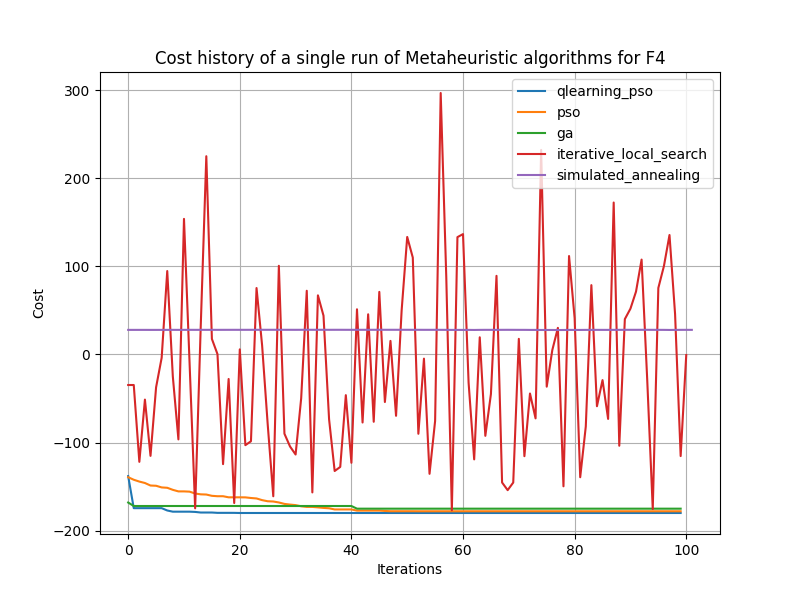 Cost history of a single run of Metaheuristic algorithms for F4
300
200
100
0
−100
−200
Cost
qlearning_pso
pso
ga
iterative_local_search
simulated_annealing
0 20 40 60 80 100
Iterations